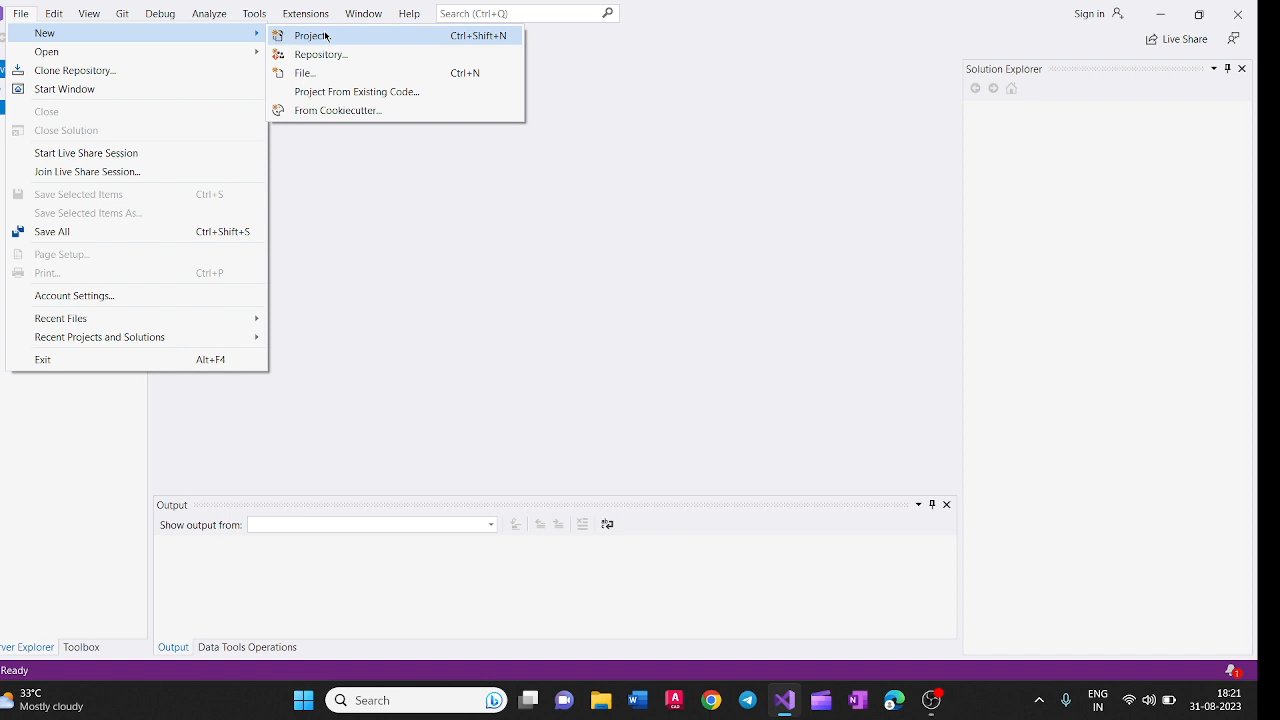 File Edit View Git Debug Analyze Tools Extensions Window Help Search (Ctrl+Q) Sign in
Live Share
New
Open
Clone Repository...
Start Window
Close
Close Solution
Start Live Share Session
Join Live Share Session...
Save Selected Items Ctrl+S
Save Selected Items As...
Save All Ctrl+Shift+S
Page Setup...
Print... Ctrl+P
Account Settings...
Recent Files
Recent Projects and Solutions
Exit Alt+F4
Project... Ctrl+Shift+N
Repository...
File... Ctrl+N
Project From Existing Code...
From Cookiecutter...
Solution Explorer
Output
Show output from:
ver Explorer Toolbox Output Data Tools Operations
Ready
1
33°C
Mostly cloudy
Search
ENG
IN
18:21
31-08-2023